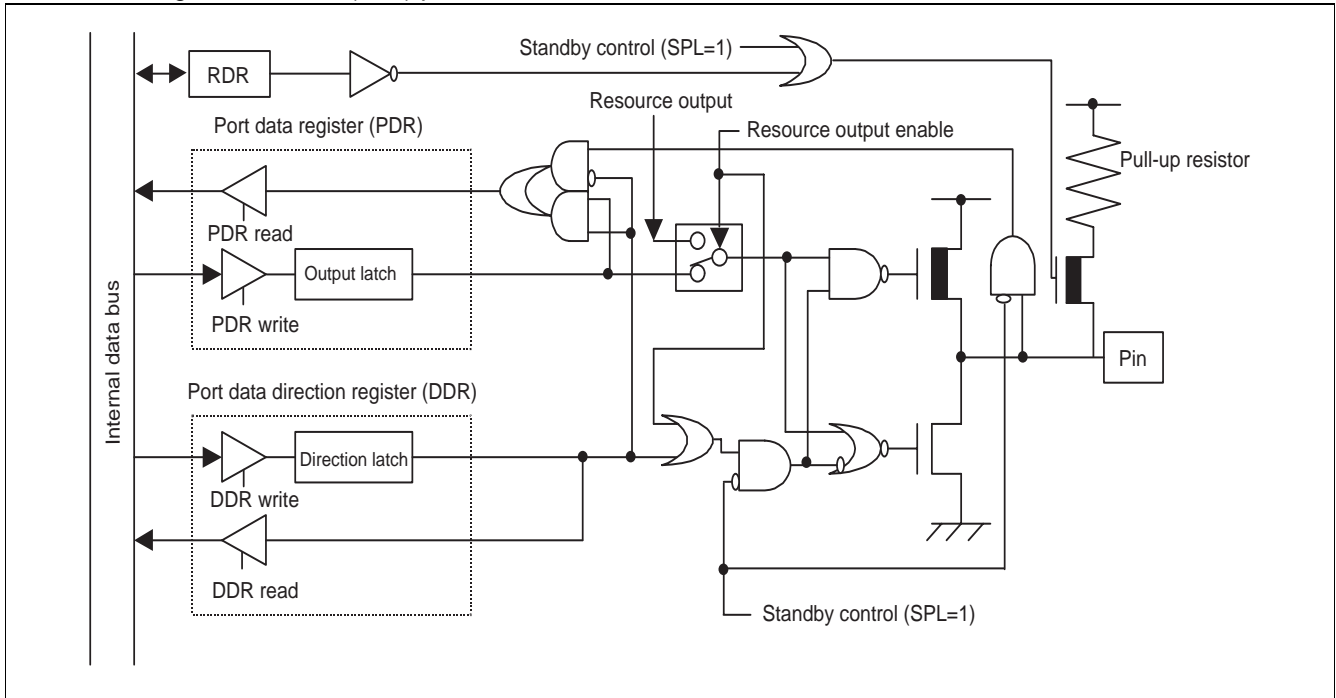 Standby control (SPL=1)
RDR
Resource output
Port data register (PDR)
Resource output enable
Pull-up resistor
PDR read
Output latch
PDR write
Internal data bus
Pin
Port data direction register (DDR)
Direction latch
DDR write
DDR read
Standby control (SPL=1)